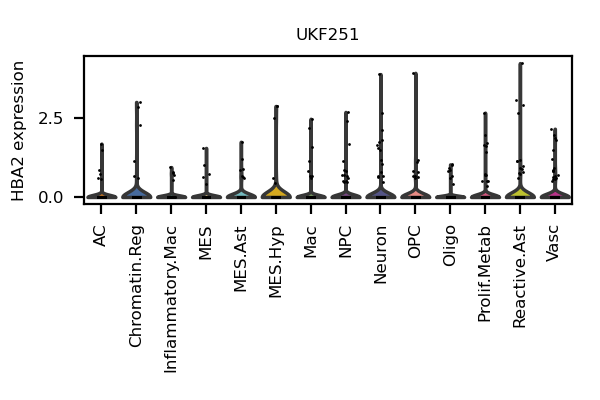 UKF251
HBA2 expression
2.5
0.0
AC
Chromatin.Reg
Inflammatory.Mac
MES
MES.Ast
MES.Hyp
Mac
NPC
Neuron
OPC
Oligo
Prolif.Metab
Reactive.Ast
Vasc